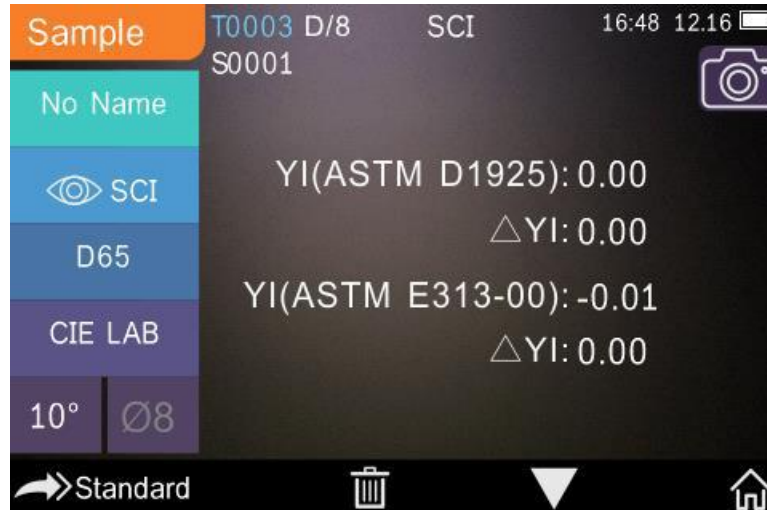 Sample
T0003 D/8 SCI 16:48 12.16
S0001
No Name
SCI
D65
CIE LAB
10° Ø8
YI(ASTM D1925): 0.00
△YI: 0.00
YI(ASTM E313-00): -0.01
△YI: 0.00
Standard